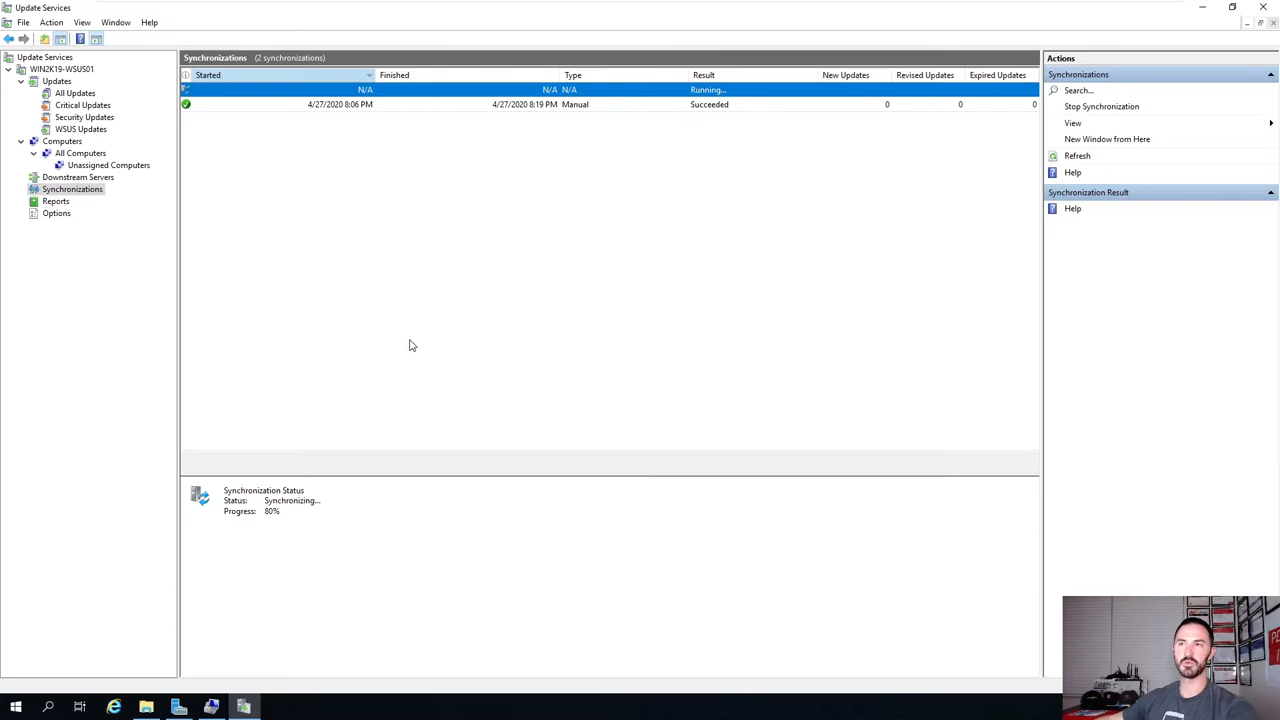 Update Services
File Action View Window Help
Update Services
WIN2K19-WSUS01
Updates
All Updates
Critical Updates
Security Updates
WSUS Updates
Computers
All Computers
Unassigned Computers
Downstream Servers
Synchronizations
Reports
Options
Synchronizations (2 synchronizations)
Started Finished Type Result New Updates Revised Updates Expired Updates
N/A N/A N/A Running...
4/27/2020 8:06 PM 4/27/2020 8:19 PM Manual Succeeded 0 0 0
Synchronization Status
Status: Synchronizing...
Progress: 80%
Actions
Synchronizations
Search...
Stop Synchronization
View
New Window from Here
Refresh
Help
Synchronization Result
Help